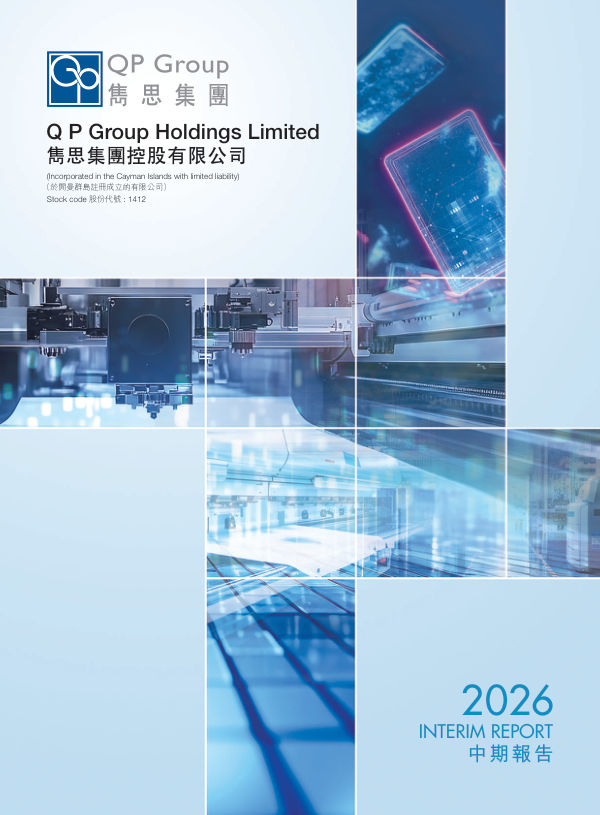 QP Group
雋思集團
Q P Group Holdings Limited
雋思集團控股有限公司
(Incorporated in the Cayman Islands with limited liability)
(於開曼群島註冊成立的有限公司)
Stock code 股份代號 : 1412
2026
INTERIM REPORT
中期報告